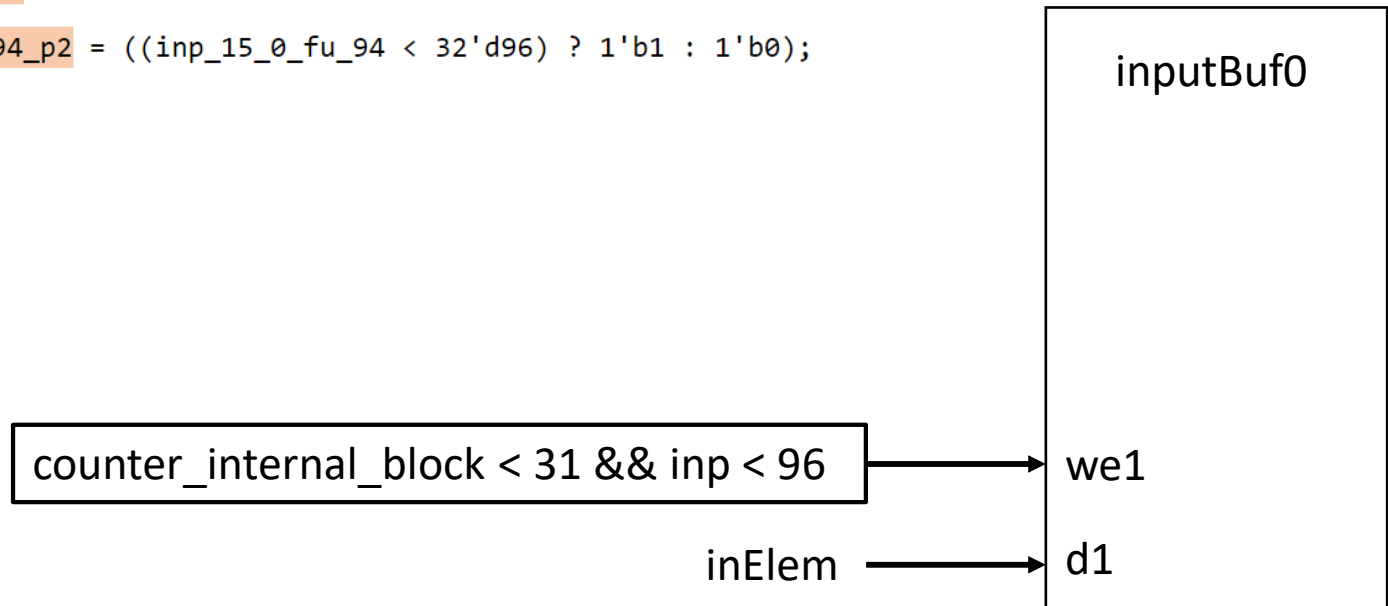 94_p2 = ((inp_15_0_fu_94 < 32'd96) ? 1'b1 : 1'b0);
inputBuf0
counter_internal_block < 31 && inp < 96
we1
inElem
d1